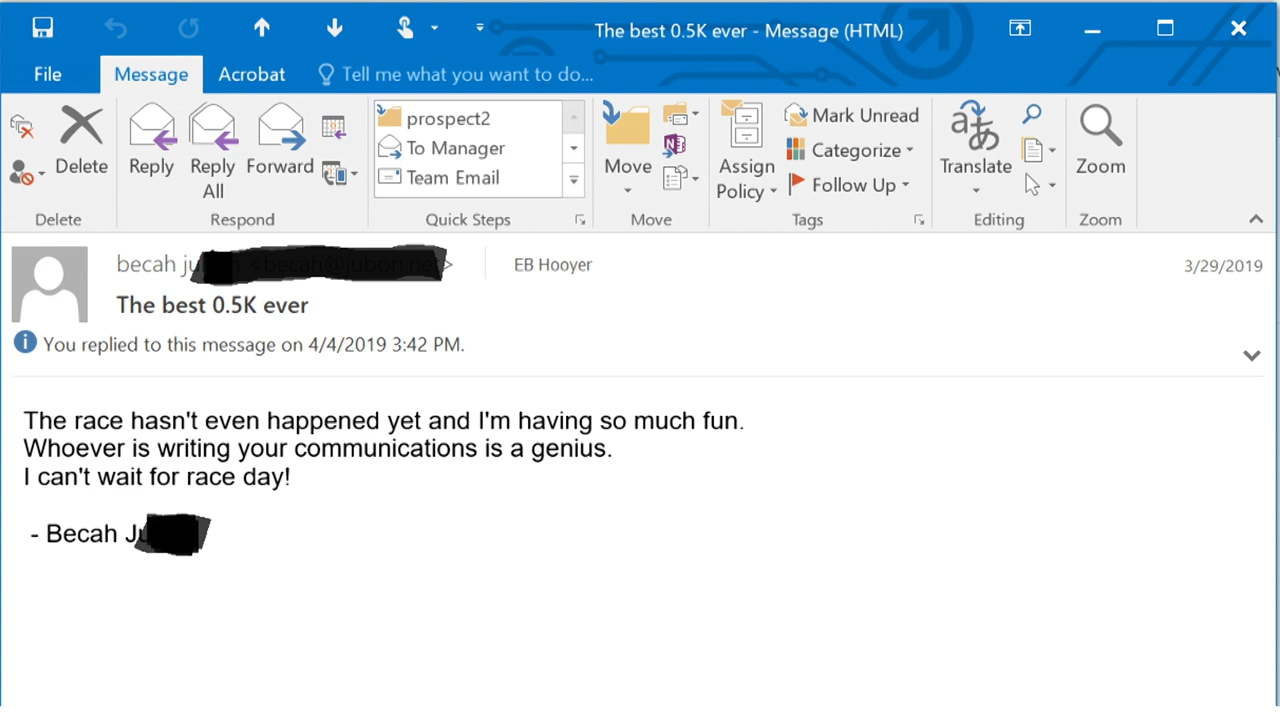 The best 0.5K ever - Message (HTML)
File Message Acrobat Tell me what you want to do...
Delete
Reply
Reply All
Forward
prospect2
To Manager
Team Email
Move
Assign Policy
Mark Unread
Categorize
Follow Up
Translate
Zoom
Delete Respond Quick Steps Move Tags Editing Zoom
becah EB Hooyer 3/29/2019
The best 0.5K ever
You replied to this message on 4/4/2019 3:42 PM.
The race hasn't even happened yet and I'm having so much fun.
Whoever is writing your communications is a genius.
I can't wait for race day!
- Becah